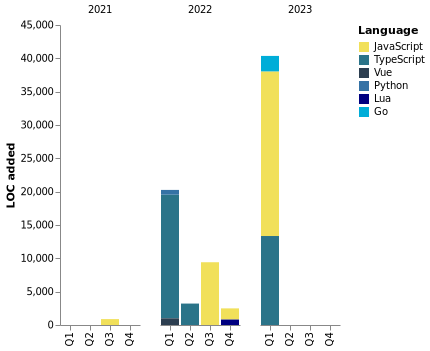 2021 2022 2023
45,000
40,000
35,000
30,000
25,000
20,000
15,000
10,000
5,000
0
LOC added
Q1 Q2 Q3 Q4 Q1 Q2 Q3 Q4 Q1 Q2 Q3 Q4
Language
JavaScript
TypeScript
Vue
Python
Lua
Go